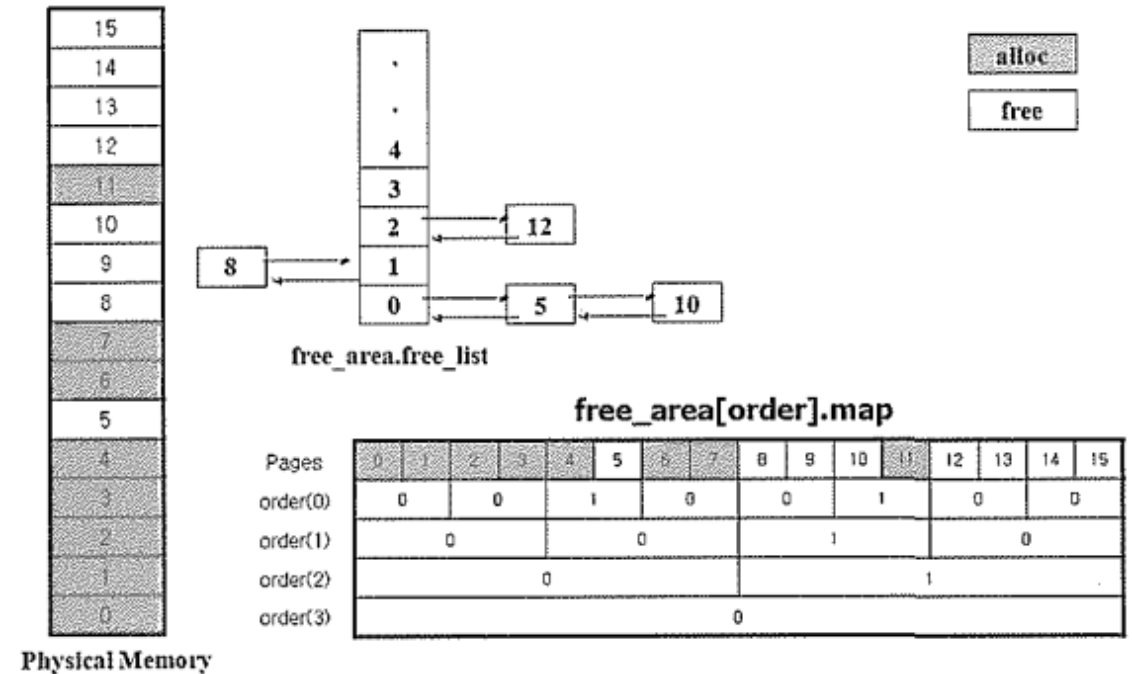 15
14
13
12
11
10
9
8
7
6
5
4
3
2
1
0
Physical Memory
.
.
4
3
2
1
0
12
8
5
10
free_area.free_list
alloc
free
free_area[order].map
Pages 0 1 2 3 4 5 6 7 8 9 10 11 12 13 14 15
order(0) 0 0 1 0 0 1 0 0
order(1) 0 0 1 0
order(2) 0 1
order(3) 0